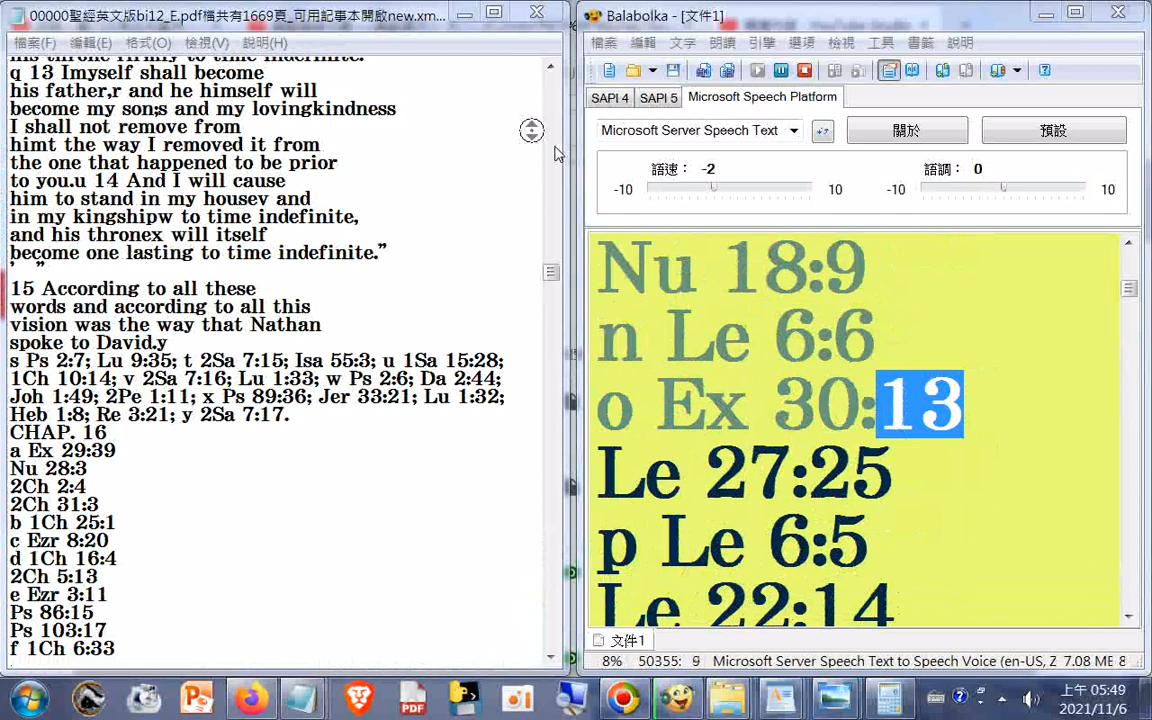 00000聖經英文版bi12_E.pdf檔共有1669頁_可用記事本開啟new.xm...
檔案(F) 編輯(E) 格式(O) 檢視(V) 說明(H)
his throne firmly to time indefinite.
q 13 Imyself shall become
his father,r and he himself will
become my son;s and my lovingkindness
I shall not remove from
himt the way I removed it from
the one that happened to be prior
to you.u 14 And I will cause
him to stand in my housev and
in my kingshipw to time indefinite,
and his thronex will itself
become one lasting to time indefinite.”
’ ”
15 According to all these
words and according to all this
vision was the way that Nathan
spoke to David.y
s Ps 2:7; Lu 9:35; t 2Sa 7:15; Isa 55:3; u 1Sa 15:28;
1Ch 10:14; v 2Sa 7:16; Lu 1:33; w Ps 2:6; Da 2:44;
Joh 1:49; 2Pe 1:11; x Ps 89:36; Jer 33:21; Lu 1:32;
Heb 1:8; Re 3:21; y 2Sa 7:17.
CHAP. 16
a Ex 29:39
Nu 28:3
2Ch 2:4
2Ch 31:3
b 1Ch 25:1
c Ezr 8:20
d 1Ch 16:4
2Ch 5:13
e Ezr 3:11
Ps 86:15
Ps 103:17
f 1Ch 6:33
Balabolka - [文件1]
檔案 編輯 文字 朗讀 引擎 選項 檢視 工具 書籤 說明
SAPI 4 SAPI 5 Microsoft Speech Platform
Microsoft Server Speech Text 關於 預設
語速： -2 語調： 0
-10 10 -10 10
Nu 18:9
n Le 6:6
o Ex 30:13
Le 27:25
p Le 6:5
Le 22:14
文件1
8% 50355: 9 Microsoft Server Speech Text to Speech Voice (en-US, Z 7.08 MB 8
PDF
上午 05:49
2021/11/6